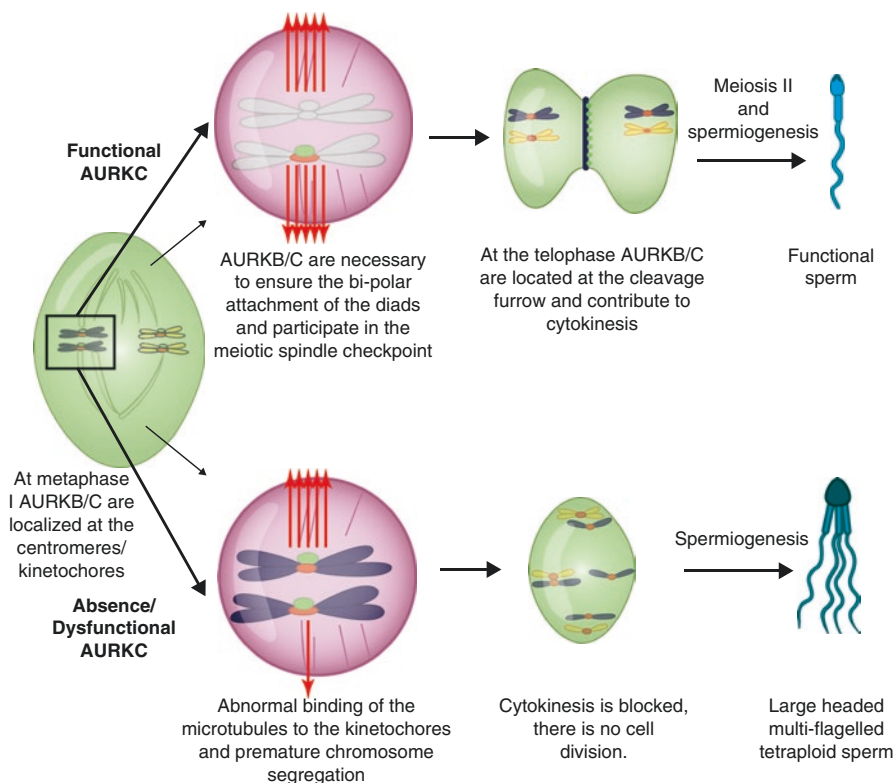 Functional
AURKC
AURKB/C are necessary
to ensure the bi-polar
attachment of the diads
and participate in the
meiotic spindle checkpoint
At the telophase AURKB/C
are located at the cleavage
furrow and contribute to
cytokinesis
Meiosis II
and
spermiogenesis
Functional
sperm
At metaphase
I AURKB/C are
localized at the
centromeres/
kinetochores
Absence/
Dysfunctional
AURKC
Abnormal binding of the
microtubules to the kinetochores
and premature chromosome
segregation
Cytokinesis is blocked,
there is no cell
division.
Spermiogenesis
Large headed
multi-flagelled
tetraploid sperm